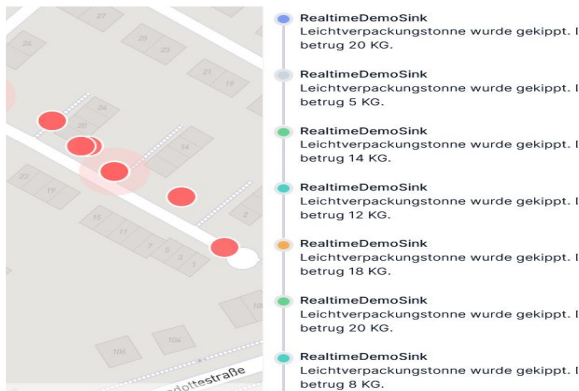 RealtimeDemoSink
Leichtverpackungstonne wurde gekippt.
betrug 20 KG.
RealtimeDemoSink
Leichtverpackungstonne wurde gekippt.
betrug 5 KG.
RealtimeDemoSink
Leichtverpackungstonne wurde gekippt.
betrug 14 KG.
RealtimeDemoSink
Leichtverpackungstonne wurde gekippt.
betrug 12 KG.
RealtimeDemoSink
Leichtverpackungstonne wurde gekippt.
betrug 18 KG.
RealtimeDemoSink
Leichtverpackungstonne wurde gekippt.
betrug 20 KG.
RealtimeDemoSink
Leichtverpackungstonne wurde gekippt.
betrug 8 KG.
26
27
21
19
14
15
11
7
5
3
1
2
106
104
dottestraße